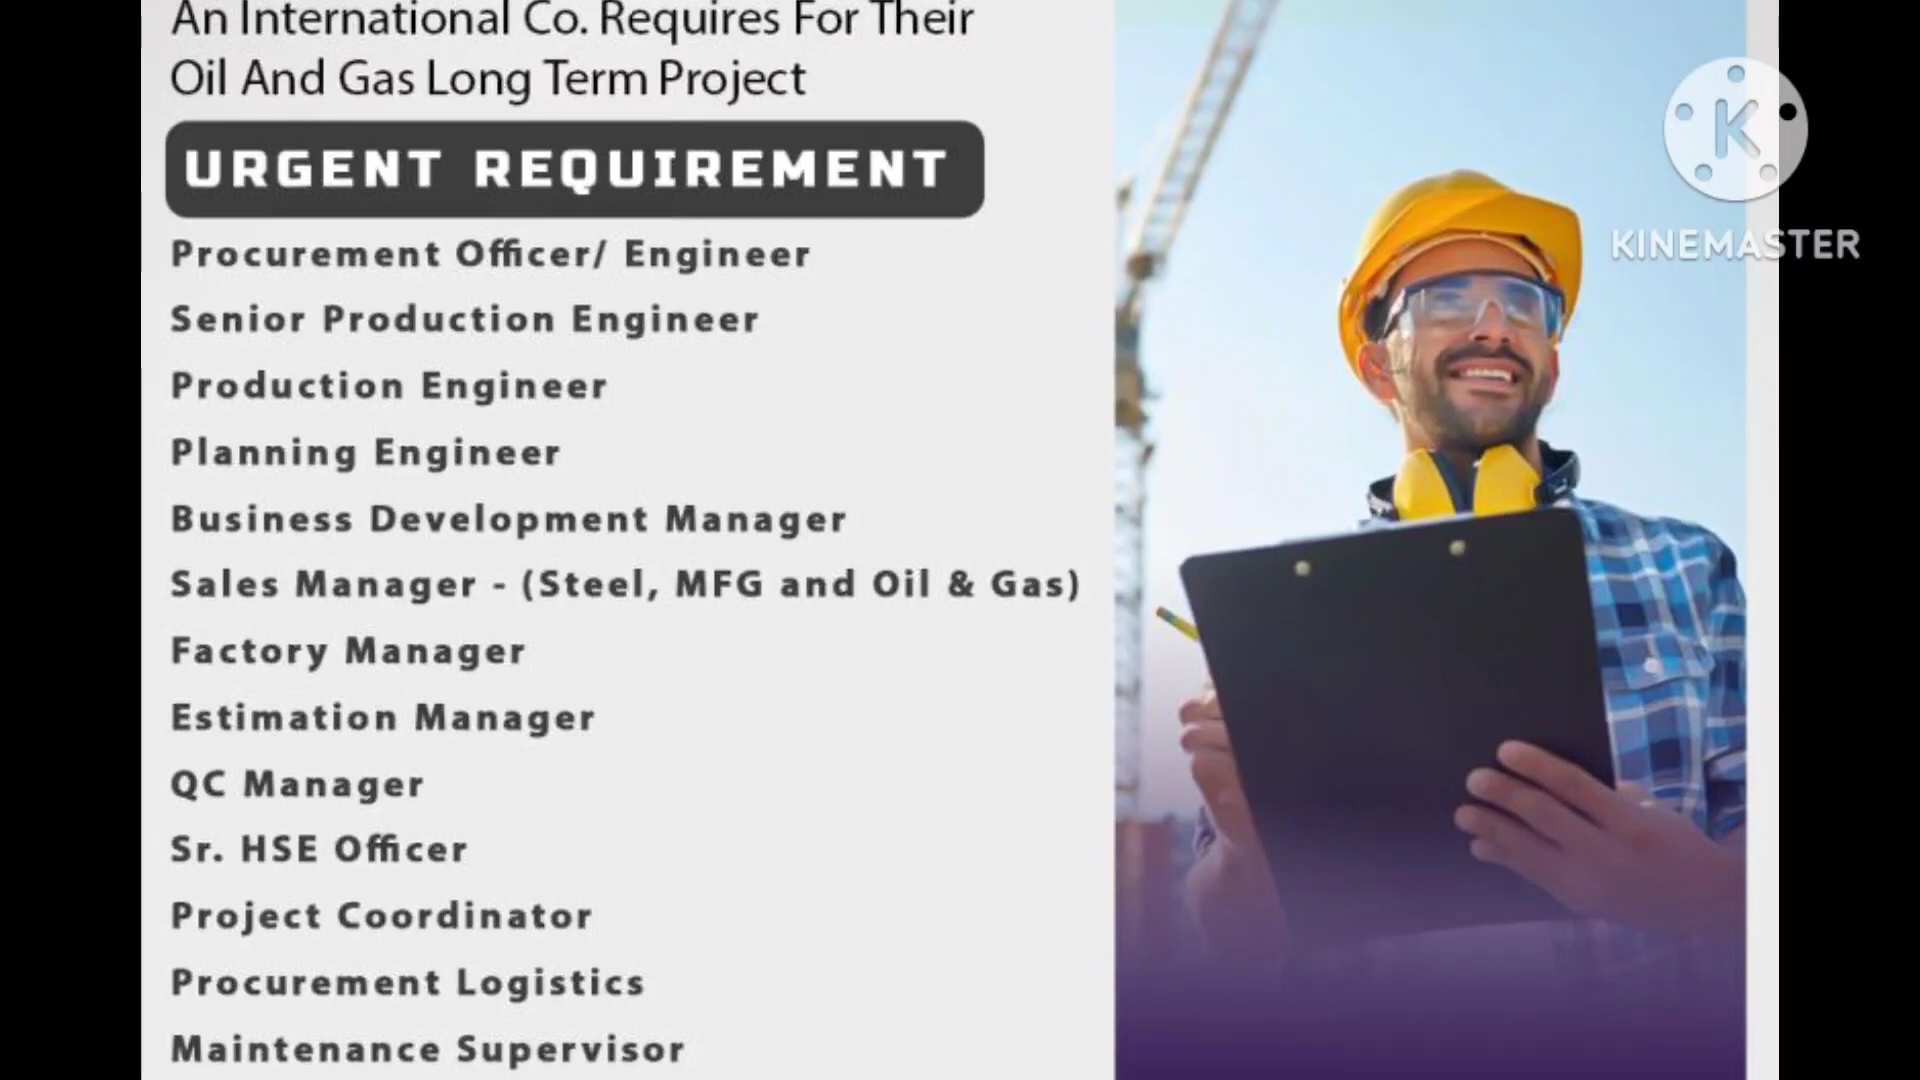 An International Co. Requires For Their
Oil And Gas Long Term Project
URGENT REQUIREMENT
Procurement Officer/ Engineer
Senior Production Engineer
Production Engineer
Planning Engineer
Business Development Manager
Sales Manager - (Steel, MFG and Oil & Gas)
Factory Manager
Estimation Manager
QC Manager
Sr. HSE Officer
Project Coordinator
Procurement Logistics
Maintenance Supervisor
K
KINEMASTER